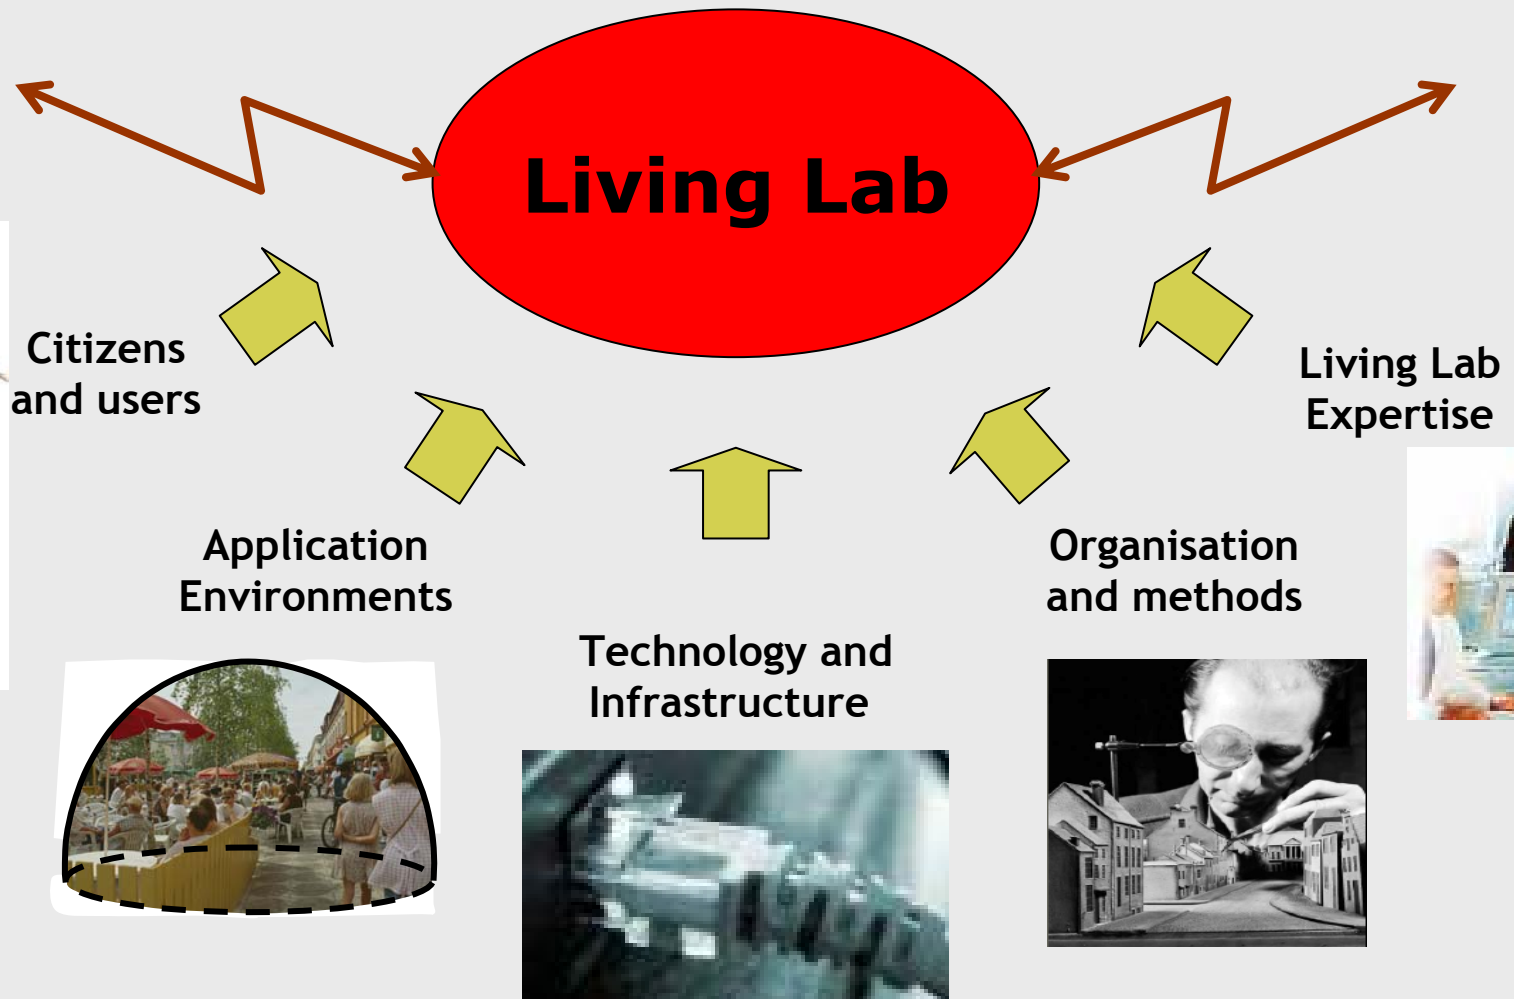 Living Lab
Citizens
and users
Living Lab
Expertise
Application
Environments
Organisation
and methods
Technology and
Infrastructure